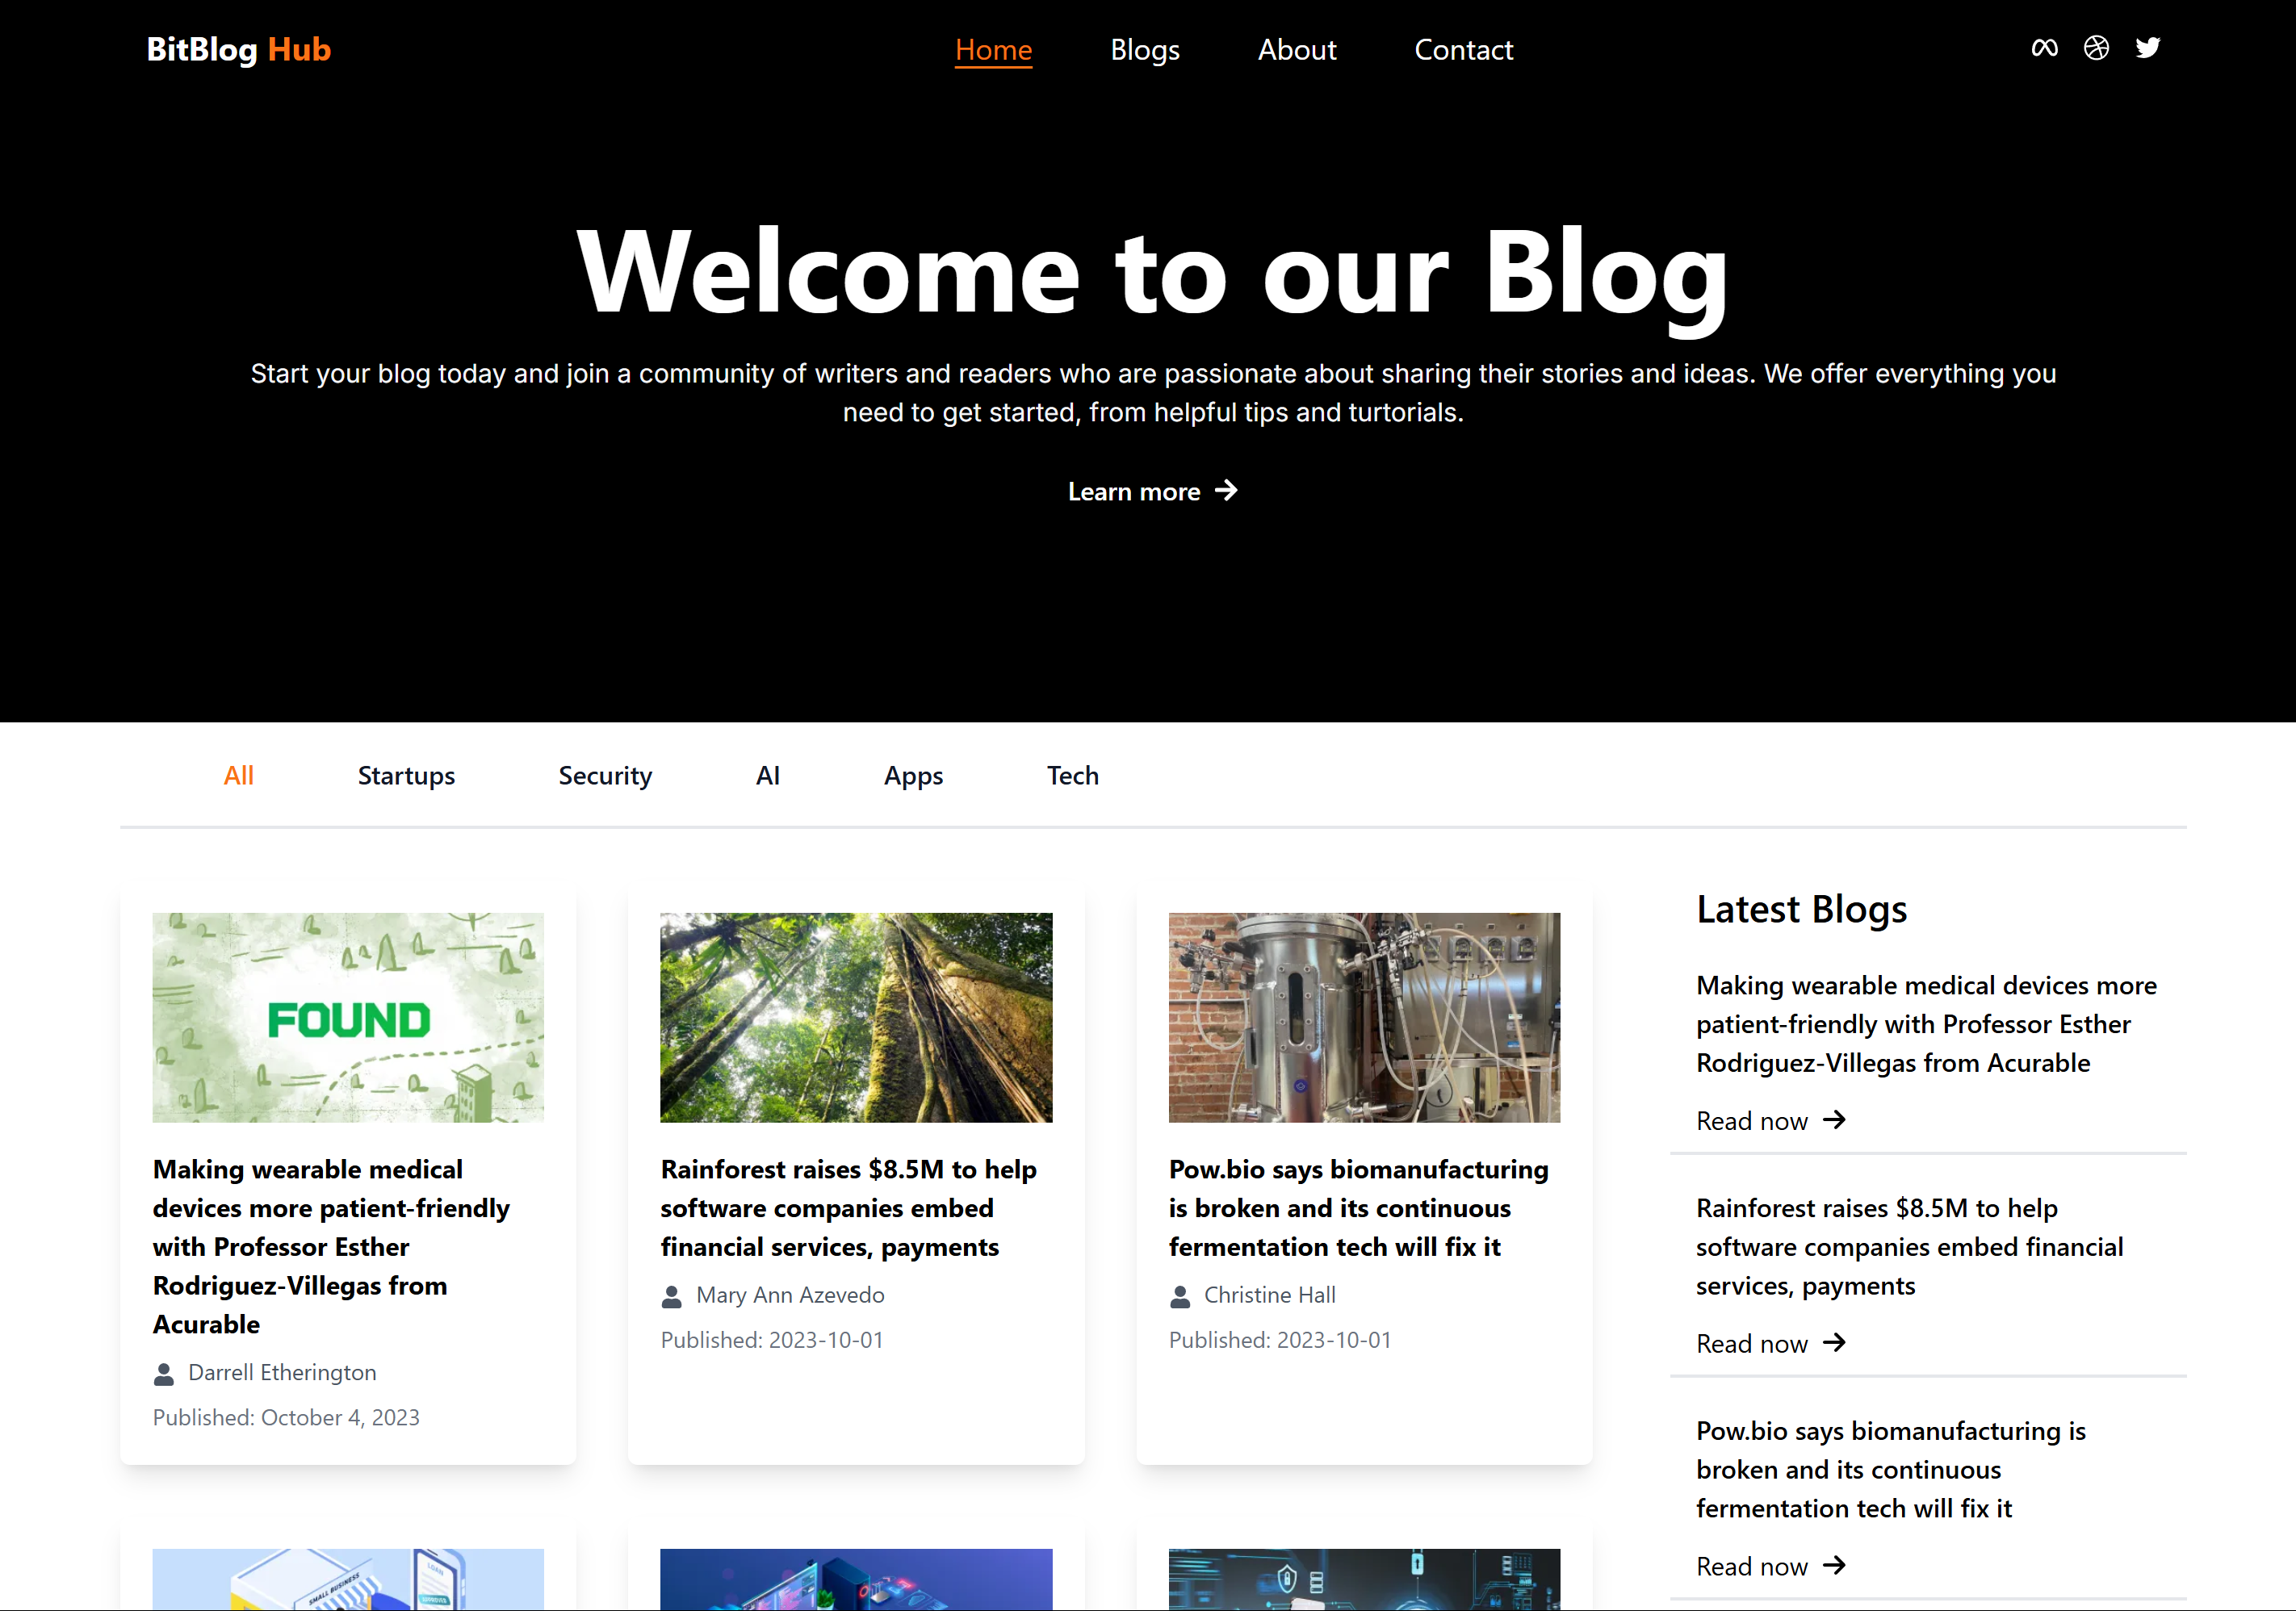 BitBlog Hub
Home
Blogs
About
Contact
Welcome to our Blog
Start your blog today and join a community of writers and readers who are passionate about sharing their stories and ideas. We offer everything you
need to get started, from helpful tips and turtorials.
Learn more
All
Startups
Security
AI
Apps
Tech
FOUND
Making wearable medical
devices more patient-friendly
with Professor Esther
Rodriguez-Villegas from
Acurable
Darrell Etherington
Published: October 4, 2023
Rainforest raises $8.5M to help
software companies embed
financial services, payments
Mary Ann Azevedo
Published: 2023-10-01
Pow.bio says biomanufacturing
is broken and its continuous
fermentation tech will fix it
Christine Hall
Published: 2023-10-01
Latest Blogs
Making wearable medical devices more
patient-friendly with Professor Esther
Rodriguez-Villegas from Acurable
Read now
Rainforest raises $8.5M to help
software companies embed financial
services, payments
Read now
Pow.bio says biomanufacturing is
broken and its continuous
fermentation tech will fix it
Read now
SMALL BUSINESS
LOAN